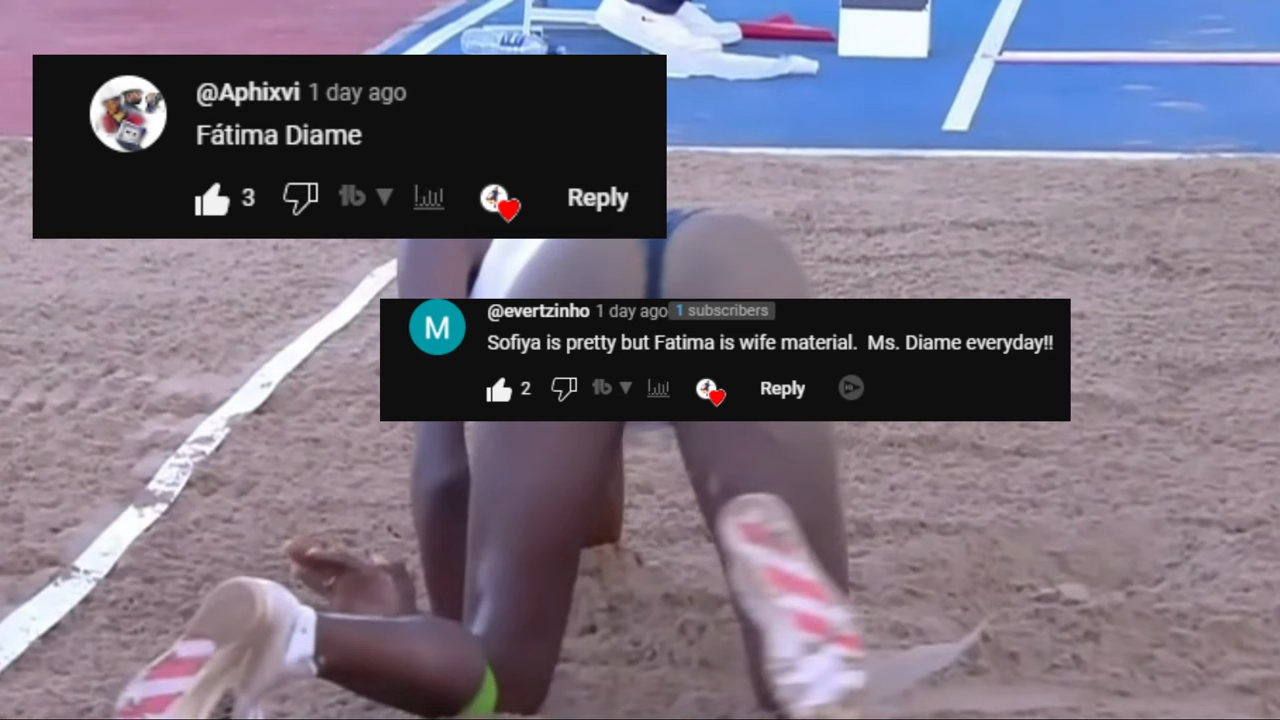 @Aphixvi 1 day ago
Fátima Diame
3
Reply
M
@evertzinho 1 day ago 1 subscribers
Sofiya is pretty but Fatima is wife material. Ms. Diame everyday!!
2 Reply